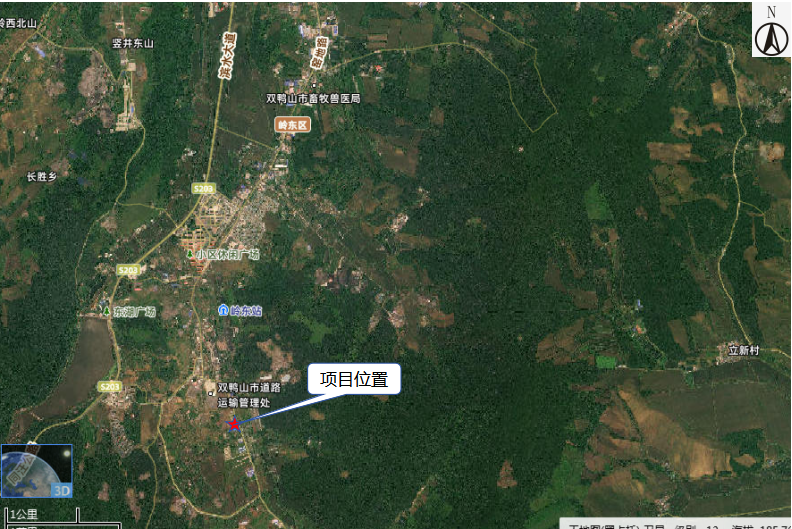 岭西北山
竖井东山
滨水大道
N
双鸭山市畜牧兽医局
岭东区
长胜乡
S203
小区休闲广场
S203
东湖广场
岭东站
立新村
项目位置
S203
双鸭山市道路
运输管理处
3D
1公里